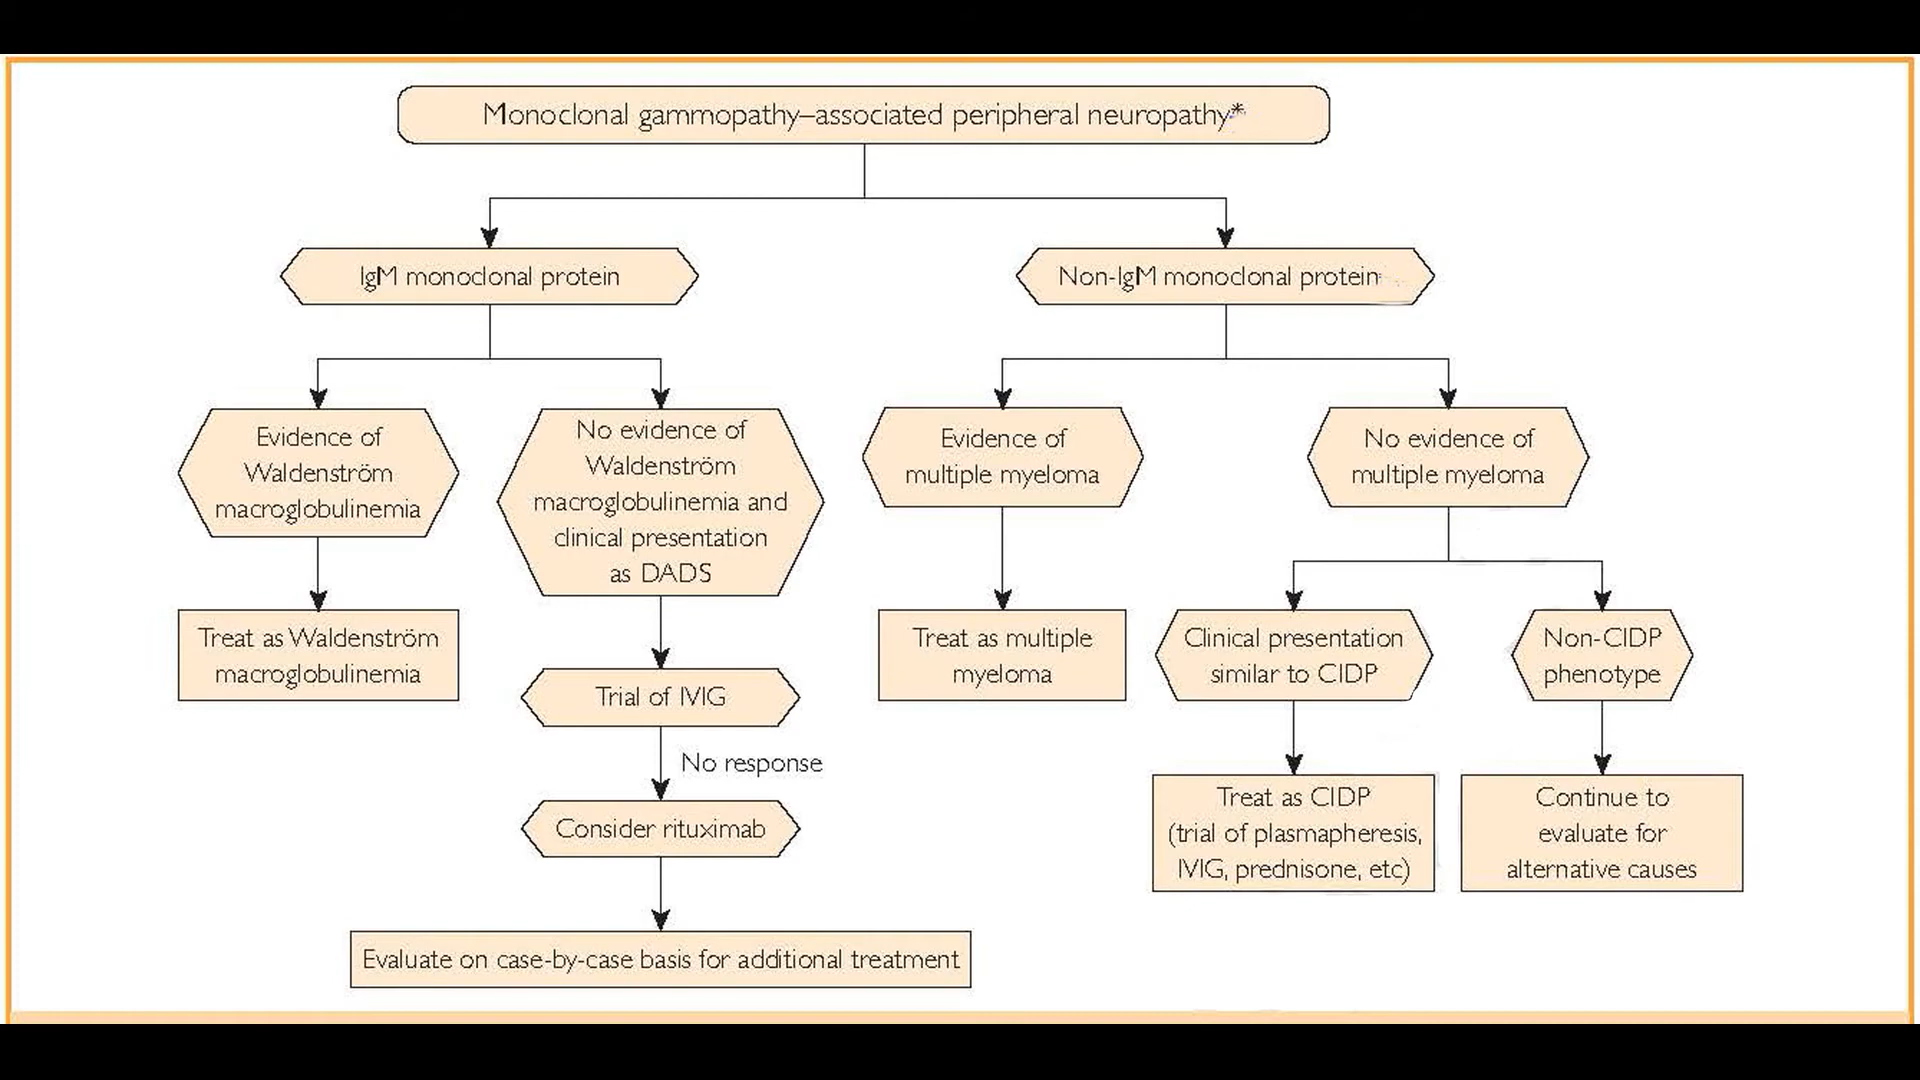 Monoclonal gammopathy–associated peripheral neuropathy*
IgM monoclonal protein
Non-IgM monoclonal protein
Evidence of
Waldenström
macroglobulinemia
No evidence of
Waldenström
macroglobulinemia and
clinical presentation
as DADS
Evidence of
multiple myeloma
No evidence of
multiple myeloma
Treat as Waldenström
macroglobulinemia
Trial of IVIG
No response
Consider rituximab
Evaluate on case-by-case basis for additional treatment
Treat as multiple
myeloma
Clinical presentation
similar to CIDP
Non-CIDP
phenotype
Treat as CIDP
(trial of plasmapheresis,
IVIG, prednisone, etc)
Continue to
evaluate for
alternative causes